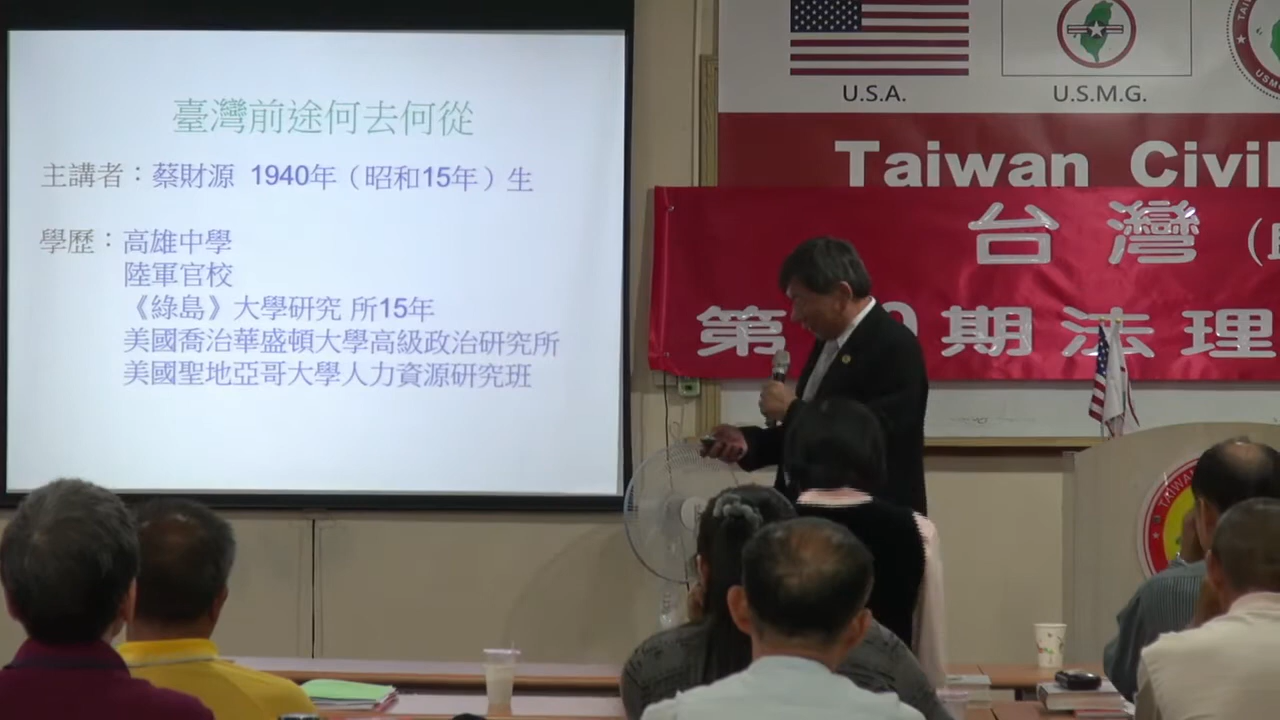 臺灣前途何去何從
主講者：蔡財源 1940年（昭和15年）生
學歷：高雄中學
陸軍官校
《綠島》大學研究 所15年
美國喬治華盛頓大學高級政治研究所
美國聖地亞哥大學人力資源研究班
U.S.A.
U.S.M.G.
Taiwan Civil
台灣
第 期法理
TAIWAN